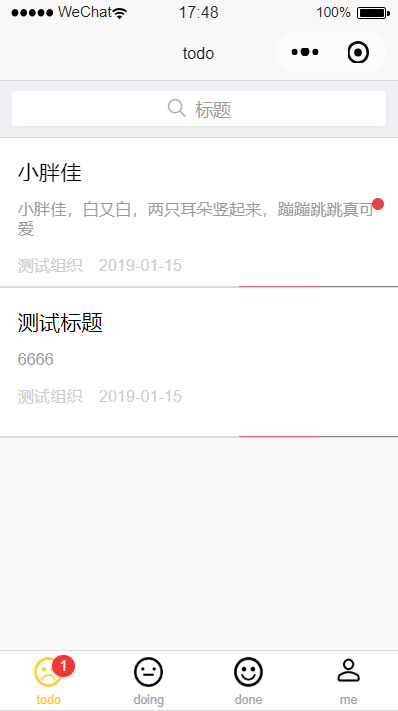 WeChat 17:48 100%
todo
标题
小胖佳
小胖佳，白又白，两只耳朵竖起来，蹦蹦跳跳真可
爱
测试组织 2019-01-15
测试标题
6666
测试组织 2019-01-15
1
todo doing done me